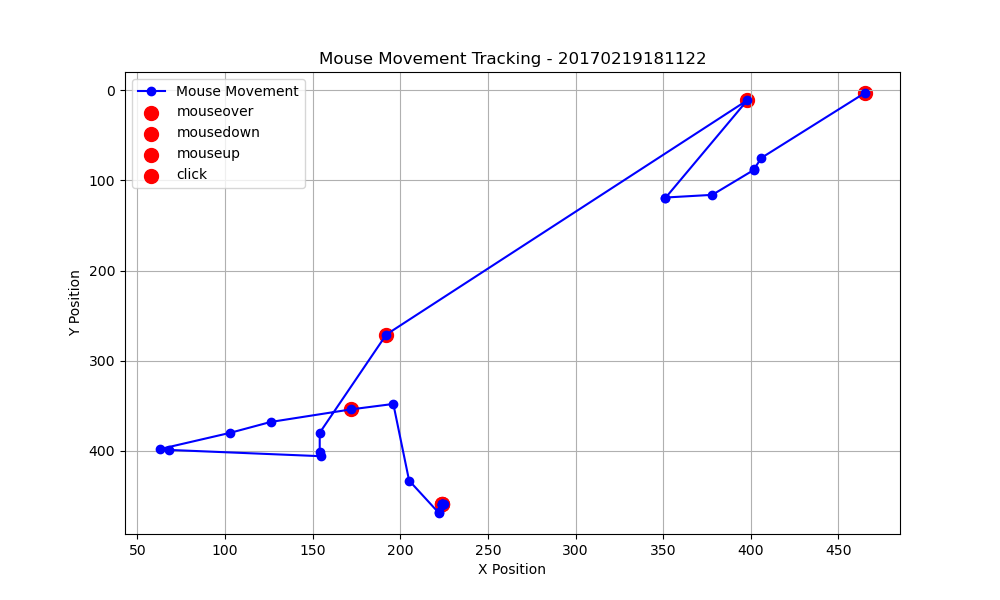 Mouse Movement Tracking - 20170219181122
Mouse Movement
mouseover
mousedown
mouseup
click
Y Position
0
100
200
300
400
50 100 150 200 250 300 350 400 450
X Position